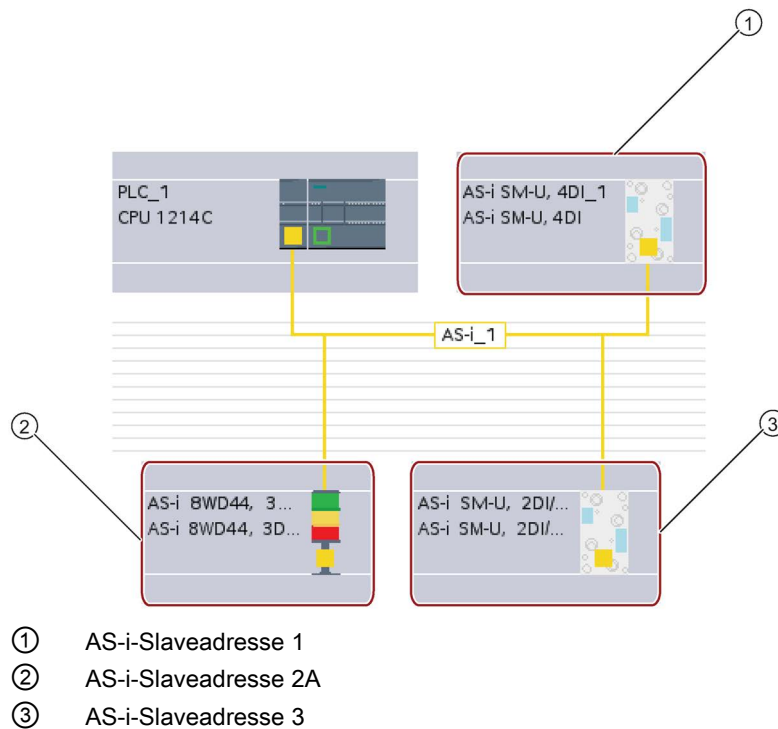 ①
PLC_1
CPU 1214C
AS-i SM-U, 4DI_1
AS-i SM-U, 4DI
AS-i_1
②
③
AS-i 8WD44, 3...
AS-i 8WD44, 3D...
AS-i SM-U, 2DI/...
AS-i SM-U, 2DI/...
① AS-i-Slaveadresse 1
② AS-i-Slaveadresse 2A
③ AS-i-Slaveadresse 3